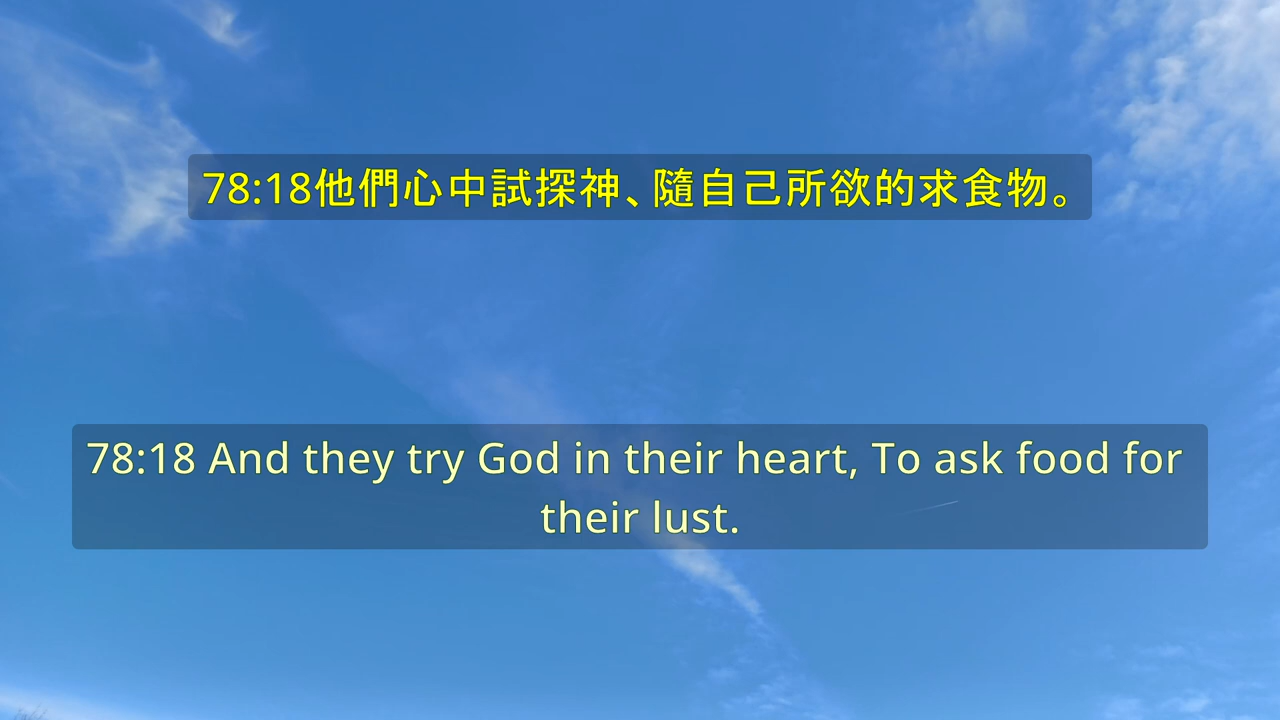 78:18他們心中試探神、隨自己所欲的求食物。
78:18 And they try God in their heart, To ask food for
their lust.